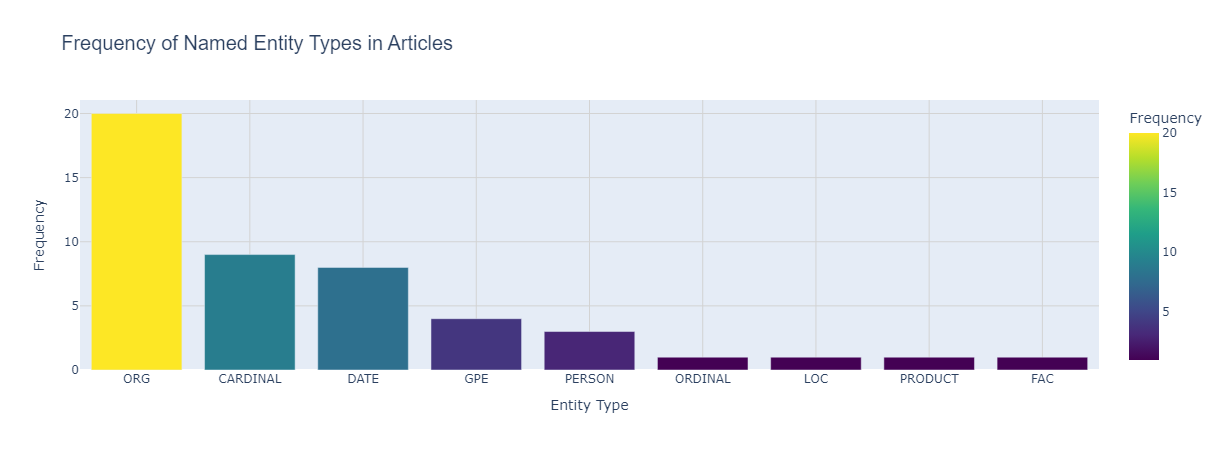 Frequency of Named Entity Types in Articles
Frequency
20
15
10
5
0
ORG CARDINAL DATE GPE PERSON ORDINAL LOC PRODUCT FAC
Entity Type
Frequency
20
15
10
5